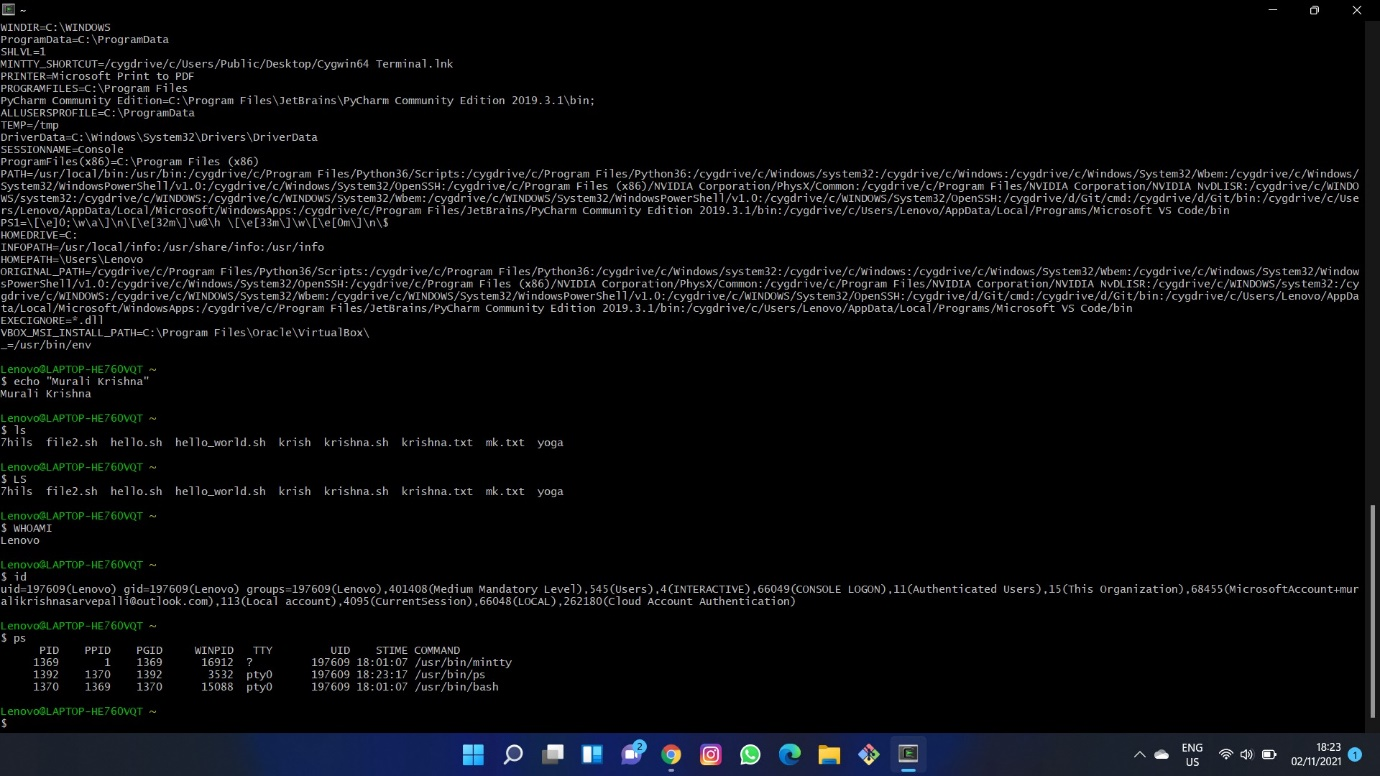 ~
WINDIR=C:\WINDOWS
ProgramData=C:\ProgramData
SHLVL=1
MINTTY_SHORTCUT=/cygdrive/c/Users/Public/Desktop/Cygwin64 Terminal.lnk
PRINTER=Microsoft Print to PDF
PROGRAMFILES=C:\Program Files
PyCharm Community Edition=C:\Program Files\JetBrains\PyCharm Community Edition 2019.3.1\bin;
ALLUSERSPROFILE=C:\ProgramData
TEMP=/tmp
DriverData=C:\Windows\System32\Drivers\DriverData
SESSIONNAME=Console
ProgramFiles(x86)=C:\Program Files (x86)
PATH=/usr/local/bin:/usr/bin:/cygdrive/c/Program Files/Python36/Scripts:/cygdrive/c/Program Files/Python36:/cygdrive/c/Windows/system32:/cygdrive/c/Windows:/cygdrive/c/Windows/System32/Wbem:/cygdrive/c/Windows/
System32/WindowsPowerShell/v1.0:/cygdrive/c/Windows/System32/OpenSSH:/cygdrive/c/Program Files (x86)/NVIDIA Corporation/PhysX/Common:/cygdrive/c/Program Files/NVIDIA Corporation/NVIDIA NvDLISR:/cygdrive/c/WINDO
WS/system32:/cygdrive/c/WINDOWS:/cygdrive/c/WINDOWS/System32/Wbem:/cygdrive/c/WINDOWS/System32/WindowsPowerShell/v1.0:/cygdrive/c/WINDOWS/System32/OpenSSH:/cygdrive/d/Git/cmd:/cygdrive/d/Git/bin:/cygdrive/c/Use
rs/Lenovo/AppData/Local/Microsoft/WindowsApps:/cygdrive/c/Program Files/JetBrains/PyCharm Community Edition 2019.3.1/bin:/cygdrive/c/Users/Lenovo/AppData/Local/Programs/Microsoft VS Code/bin
PS1=\[\e]0;\w\a\]\n\[\e[32m\]\u@\h \[\e[33m\]\w\[\e[0m\]\n\$
HOMEDRIVE=C:
INFOPATH=/usr/local/info:/usr/share/info:/usr/info
HOMEPATH=\Users\Lenovo
ORIGINAL_PATH=/cygdrive/c/Program Files/Python36/Scripts:/cygdrive/c/Program Files/Python36:/cygdrive/c/Windows/system32:/cygdrive/c/Windows:/cygdrive/c/Windows/System32/Wbem:/cygdrive/c/Windows/System32/Window
sPowerShell/v1.0:/cygdrive/c/Windows/System32/OpenSSH:/cygdrive/c/Program Files (x86)/NVIDIA Corporation/PhysX/Common:/cygdrive/c/Program Files/NVIDIA Corporation/NVIDIA NvDLISR:/cygdrive/c/WINDOWS/system32:/cy
gdrive/c/WINDOWS:/cygdrive/c/WINDOWS/System32/Wbem:/cygdrive/c/WINDOWS/System32/WindowsPowerShell/v1.0:/cygdrive/c/WINDOWS/System32/OpenSSH:/cygdrive/d/Git/cmd:/cygdrive/d/Git/bin:/cygdrive/c/Users/Lenovo/AppDa
ta/Local/Microsoft/WindowsApps:/cygdrive/c/Program Files/JetBrains/PyCharm Community Edition 2019.3.1/bin:/cygdrive/c/Users/Lenovo/AppData/Local/Programs/Microsoft VS Code/bin
EXECIGNORE=*.dll
VBOX_MSI_INSTALL_PATH=C:\Program Files\Oracle\VirtualBox\
_=/usr/bin/env
Lenovo@LAPTOP-HE760VQT ~
$ echo "Murali Krishna"
Murali Krishna
Lenovo@LAPTOP-HE760VQT ~
$ ls
7hils  file2.sh  hello.sh  hello_world.sh  krish  krishna.sh  krishna.txt  mk.txt  yoga
Lenovo@LAPTOP-HE760VQT ~
$ LS
7hils  file2.sh  hello.sh  hello_world.sh  krish  krishna.sh  krishna.txt  mk.txt  yoga
Lenovo@LAPTOP-HE760VQT ~
$ WHOAMI
Lenovo
Lenovo@LAPTOP-HE760VQT ~
$ id
uid=197609(Lenovo) gid=197609(Lenovo) groups=197609(Lenovo),401408(Medium Mandatory Level),545(Users),4(INTERACTIVE),66049(CONSOLE LOGON),11(Authenticated Users),15(This Organization),68455(MicrosoftAccount+mur
alikrishnasarvepalli@outlook.com),113(Local account),4095(CurrentSession),66048(LOCAL),262180(Cloud Account Authentication)
Lenovo@LAPTOP-HE760VQT ~
$ ps
PID PPID PGID WINPID TTY UID STIME COMMAND
1369 1 1369 16912 ? 197609 18:01:07 /usr/bin/mintty
1392 1370 1392 3532 pty0 197609 18:23:17 /usr/bin/ps
1370 1369 1370 15088 pty0 197609 18:01:07 /usr/bin/bash
Lenovo@LAPTOP-HE760VQT ~
$
2
ENG
US
18:23
02/11/2021
1